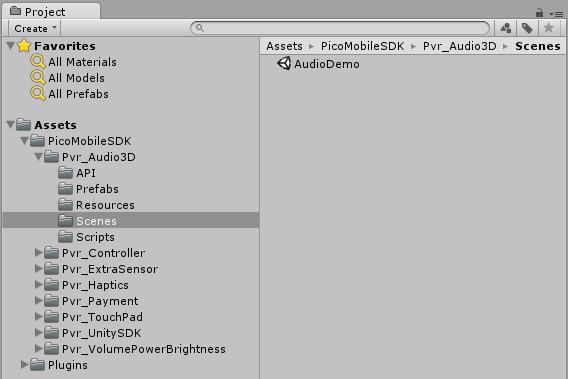 Project
Create
Favorites
All Materials
All Models
All Prefabs
Assets
PicoMobileSDK
Pvr_Audio3D
API
Prefabs
Resources
Scenes
Scripts
Pvr_Controller
Pvr_ExtraSensor
Pvr_Haptics
Pvr_Payment
Pvr_TouchPad
Pvr_UnitySDK
Pvr_VolumePowerBrightness
Plugins
Assets PicoMobileSDK Pvr_Audio3D Scenes
AudioDemo